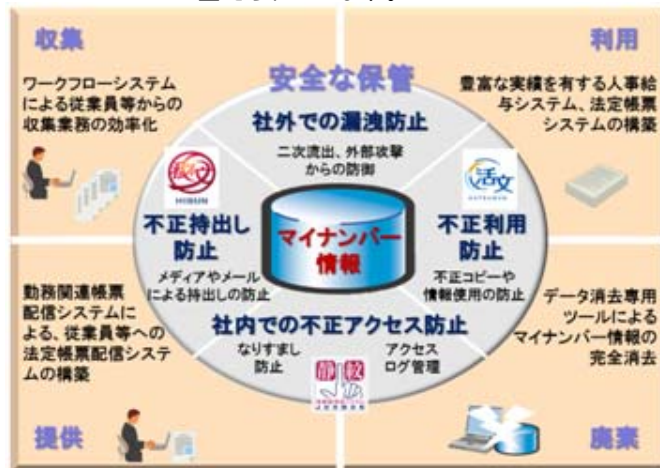 収集
ワークフローシステム
による従業員等からの
収集業務の効率化
利用
豊富な実績を有する人事給
与システム、法定帳票
システムの構築
安全な保管
社外での漏洩防止
二次流出、外部攻撃
からの防御
秘文
HIBUN
不正持出し
防止
メディアやメール
による持出しの防止
マイナンバー
情報
活文
KATSUBUN
不正利用
防止
不正コピーや
情報使用の防止
社内での不正アクセス防止
なりすまし
防止
アクセス
ログ管理
静紋
勤務関連帳票
配信システムに
よる、従業員等への
法定帳票配信システ
ムの構築
提供
データ消去専用
ツールによる
マイナンバー情報の
完全消去
廃棄